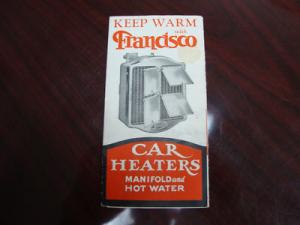 KEEP WARM
with
Francisco
CAR
HEATERS
MANIFOLD and
HOT WATER